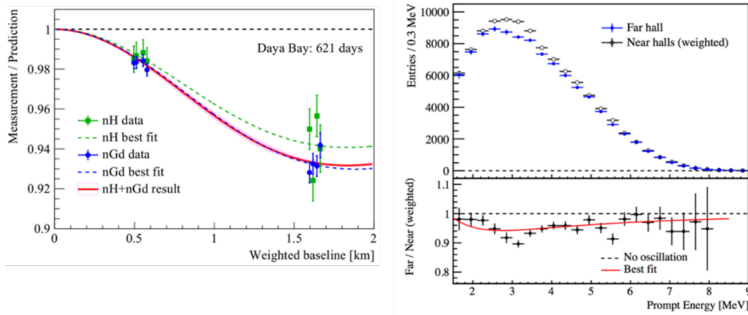 Measurement / Prediction
1
0.98
0.96
0.94
0.92
0.9
Daya Bay: 621 days
nH data
nH best fit
nGd data
nGd best fit
nH+nGd result
0 0.5 1 1.5 2
Weighted baseline [km]
Entries / 0.3 MeV
10000
8000
6000
4000
2000
0
Far hall
Near halls (weighted)
Far / Near (weighted)
1.1
1
0.9
0.8
No oscillation
Best fit
2 3 4 5 6 7 8 9
Prompt Energy [MeV]